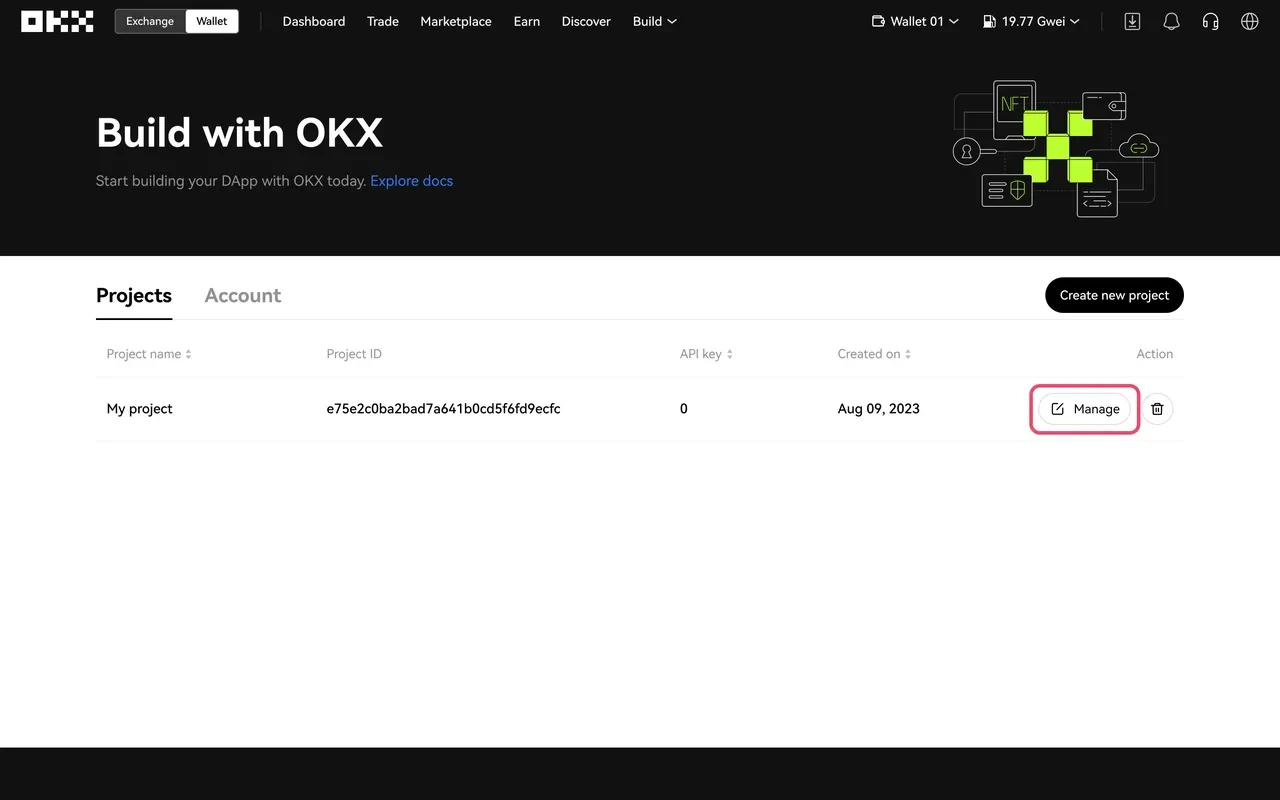 OKX Exchange Wallet Dashboard Trade Marketplace Earn Discover Build Wallet 01 19.77 Gwei
NFT
Build with OKX
Start building your DApp with OKX today. Explore docs
Projects Account Create new project
Project name Project ID API key Created on Action
My project e75e2c0ba2bad7a641b0cd5f6fd9ecfc 0 Aug 09, 2023 Manage